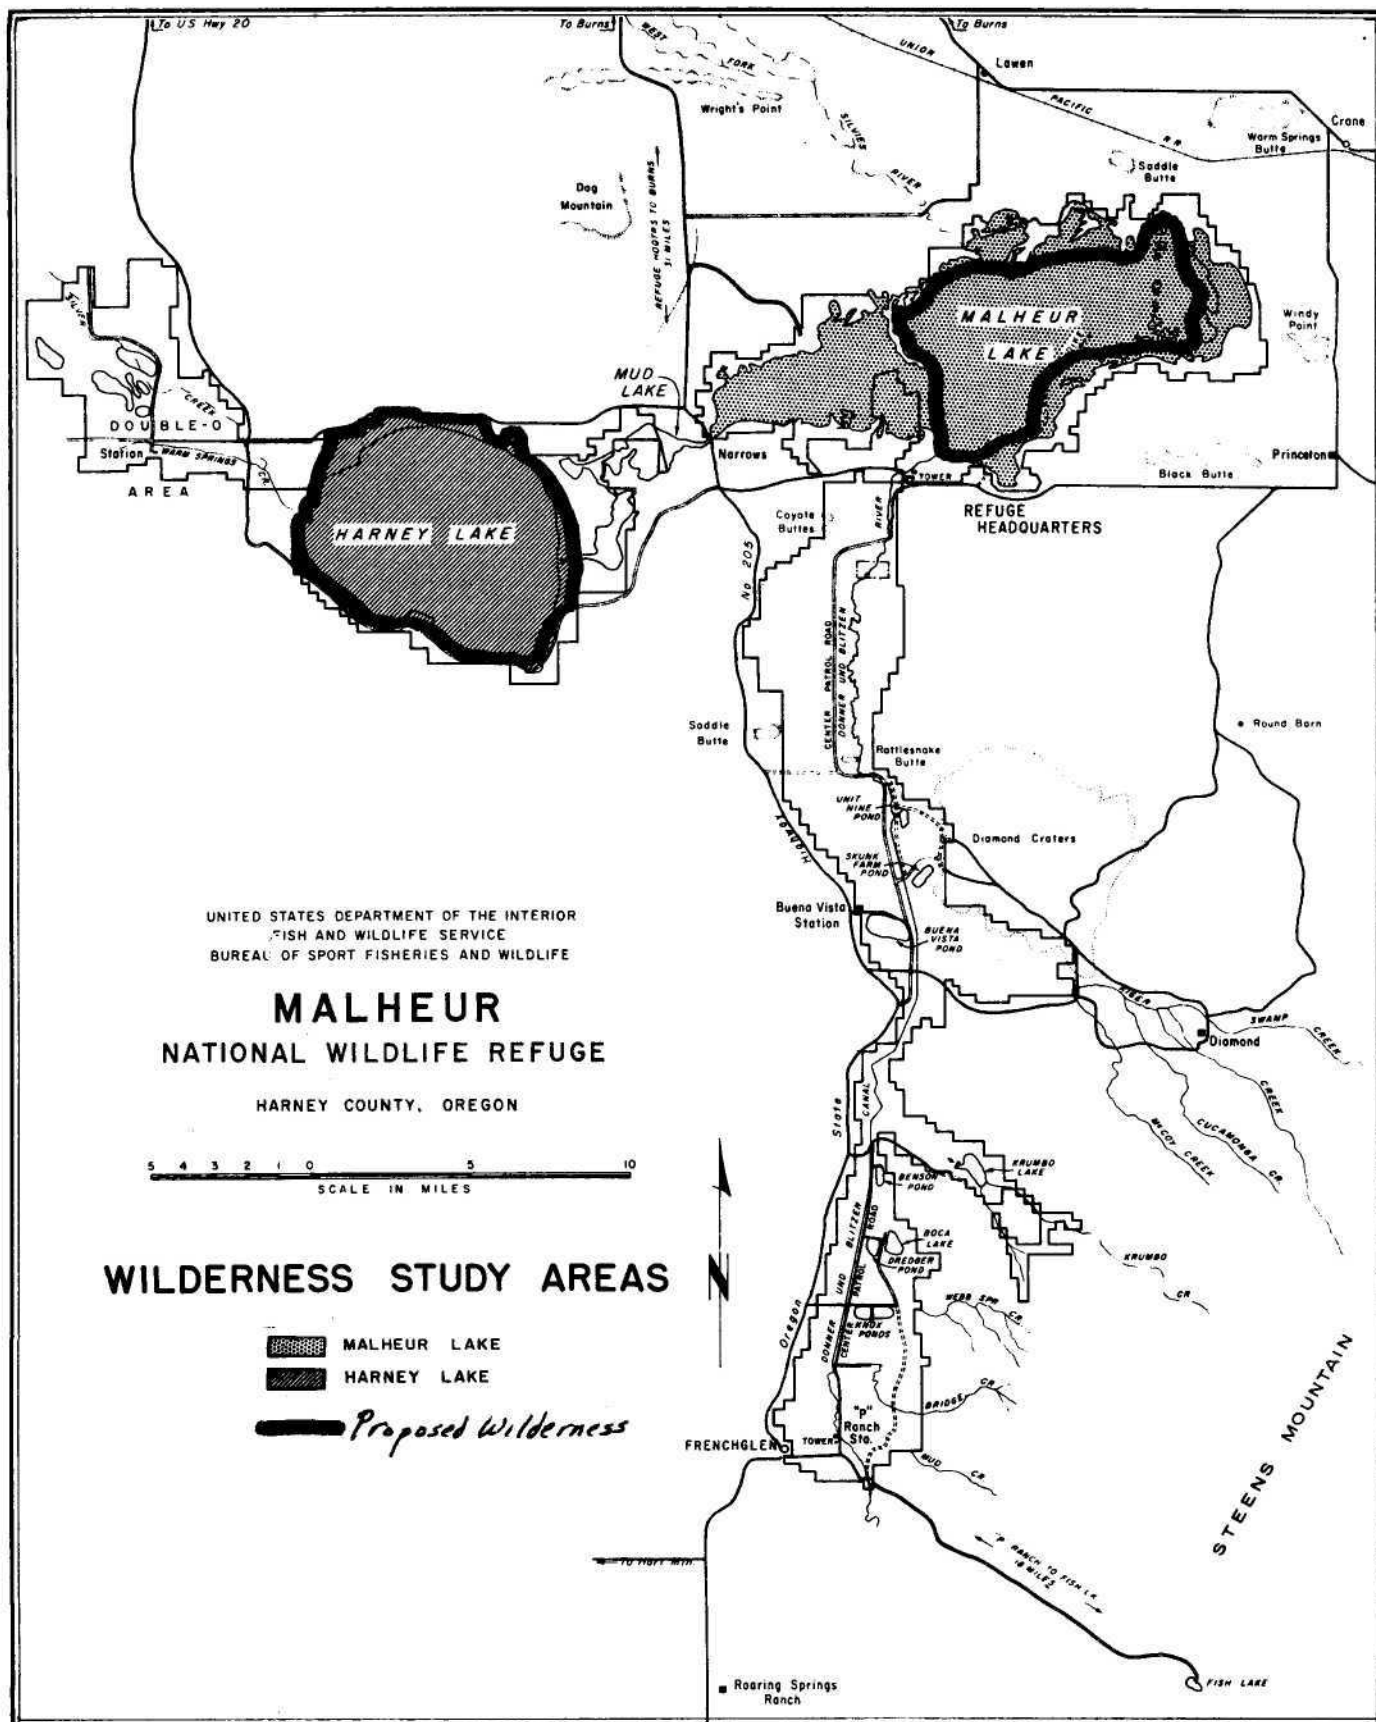 To US Hwy 20
To Burns
To Burns
WEST
FORK
SILVIES
RIVER
UNION
PACIFIC
R.R.
Lawen
Crane
Wright's Point
Warm Springs
Butte
Saddle
Butte
Dog
Mountain
REFUGE HDQTRS TO BURNS
31 MILES
Windy
Point
MALHEUR
LAKE
MUD
LAKE
SILVER
CREEK
DOUBLE-O
Station
WARM SPRINGS
CR.
AREA
Narrows
TOWER
Black Butte
Princeton
REFUGE
HEADQUARTERS
HARNEY LAKE
Coyote
Buttes
RIVER
No 205
CENTER PATROL ROAD
DONNER UND BLITZEN
Saddle
Butte
Rattlesnake
Butte
Round Barn
UNIT
NINE
POND
Diamond Craters
HIGHWAY
SKUNK
FARM
POND
Buena Vista
Station
BUENA
VISTA
POND
UNITED STATES DEPARTMENT OF THE INTERIOR
FISH AND WILDLIFE SERVICE
BUREAU OF SPORT FISHERIES AND WILDLIFE
MALHEUR
NATIONAL WILDLIFE REFUGE
HARNEY COUNTY, OREGON
KIGER
CREEK
SWAMP
CREEK
Diamond
McCOY
CREEK
CUCAMONGA
CR.
State
CANAL
5 4 3 2 1 0 5 10
SCALE IN MILES
BENSON
POND
KRUMBO
LAKE
BLITZEN
ROAD
BOCA
LAKE
DREDGER
POND
KRUMBO
CR.
UND
PATROL
WEBB SPR.
CR.
WILDERNESS STUDY AREAS
N
MALHEUR LAKE
HARNEY LAKE
Proposed Wilderness
Oregon
DONNER
CENTER
KNOX
PONDS
BRIDGE
CR.
"P"
Ranch
Sta.
TOWER
FRENCHGLEN
MUD
CR.
STEENS MOUNTAIN
To Hart Mtn.
"P" RANCH TO FISH LK.
18 MILES
Roaring Springs
Ranch
FISH LAKE